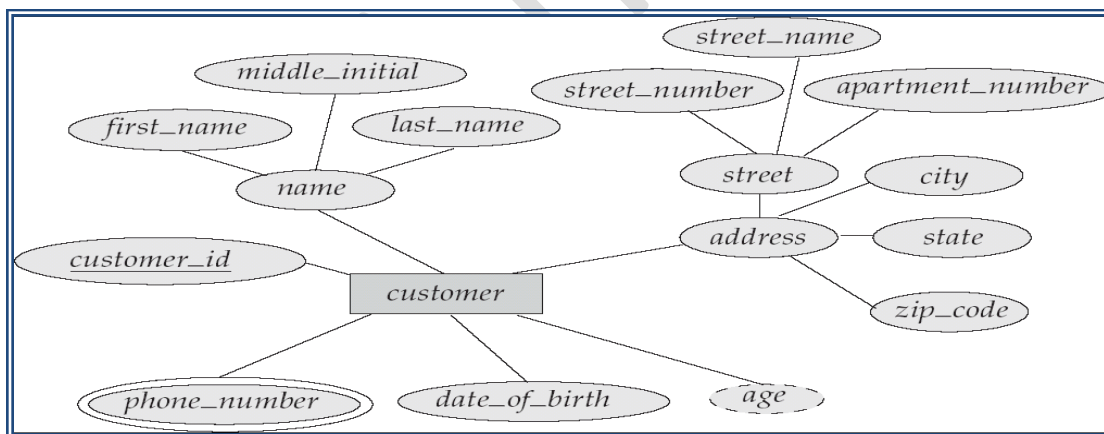 street_name
middle_initial
street_number
apartment_number
first_name
last_name
name
street
city
address
state
customer_id
customer
zip_code
phone_number
date_of_birth
age